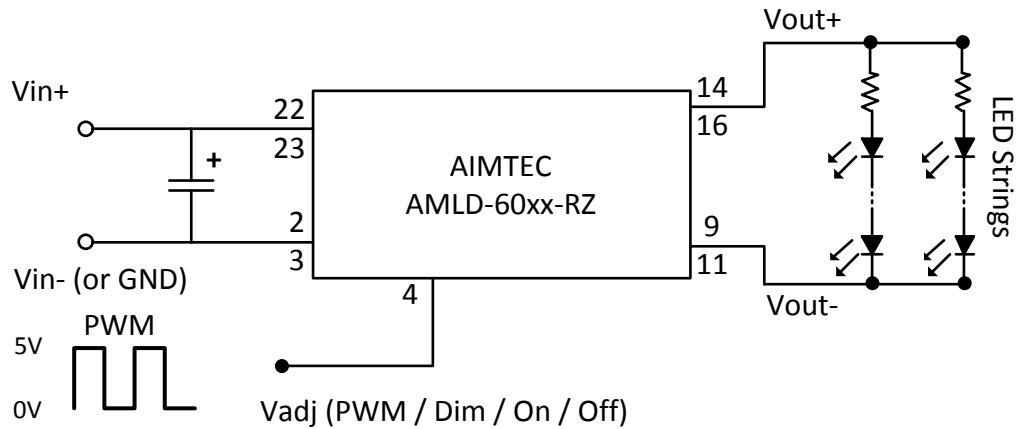 Vout+
Vin+
22
23
+
14
16
AIMTEC
AMLD-60xx-RZ
LED Strings
2
3
9
11
Vin- (or GND)
4
Vout-
PWM
5V
0V
Vadj (PWM / Dim / On / Off)